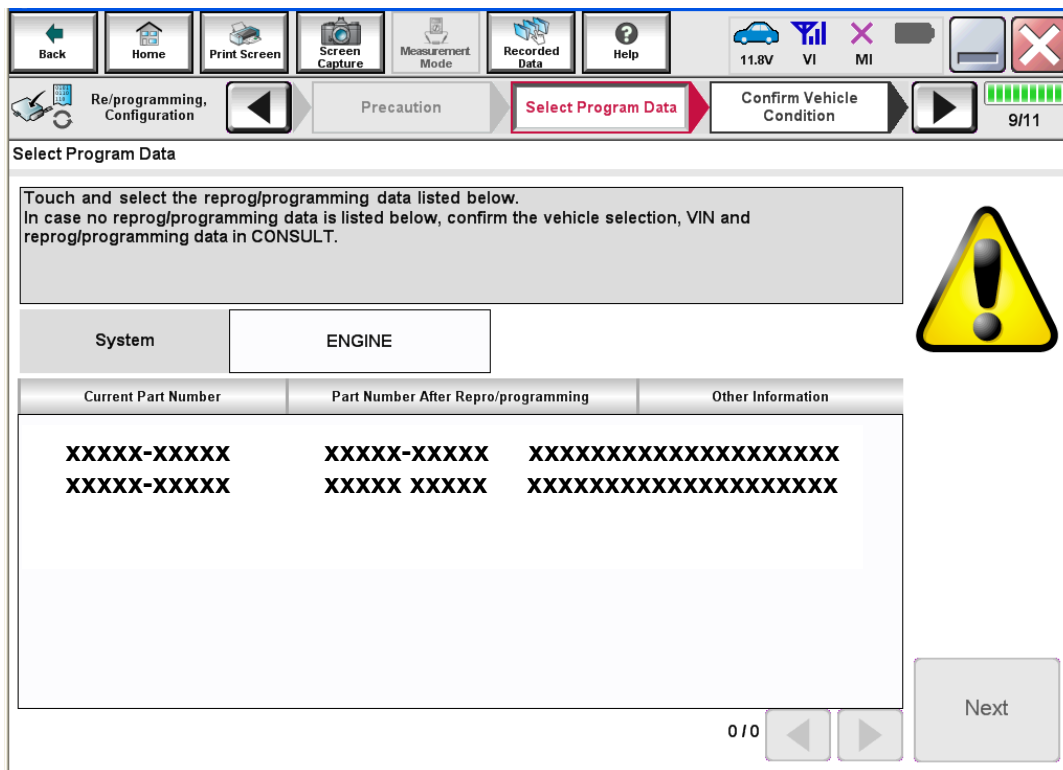 Back
Home
Print Screen
Screen Capture
Measurement Mode
Recorded Data
Help
11.8V
VI
MI
Re/programming, Configuration
Precaution
Select Program Data
Confirm Vehicle Condition
9/11
Select Program Data
Touch and select the reprog/programming data listed below.
In case no reprog/programming data is listed below, confirm the vehicle selection, VIN and
reprog/programming data in CONSULT.
System
ENGINE
Current Part Number
Part Number After Repro/programming
Other Information
XXXXX-XXXXX XXXXX-XXXXX XXXXXXXXXXXXXXXXXXXX
XXXXX-XXXXX XXXXX XXXXX XXXXXXXXXXXXXXXXXXXX
Next
0/0